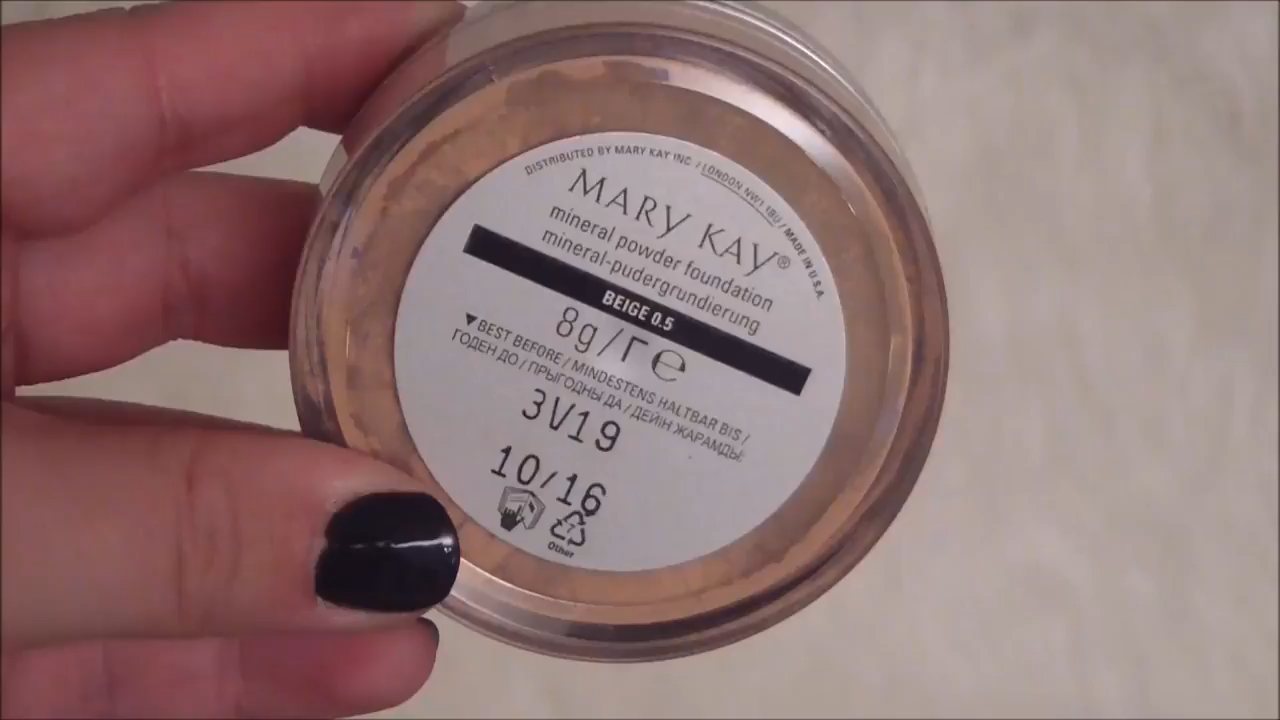 DISTRIBUTED BY MARY KAY INC. / LONDON NW1 1BU / MADE IN U.S.A.
MARY KAY®
mineral powder foundation
mineral-pudergrundierung
BEIGE 0.5
8g/г ℮
▼BEST BEFORE / MINDESTENS HALTBAR BIS /
ГОДЕН ДО / ПРЫГОДНЫ ДА / ДЕЙІН ЖАРАМДЫ:
3V19
10/16
7
Other